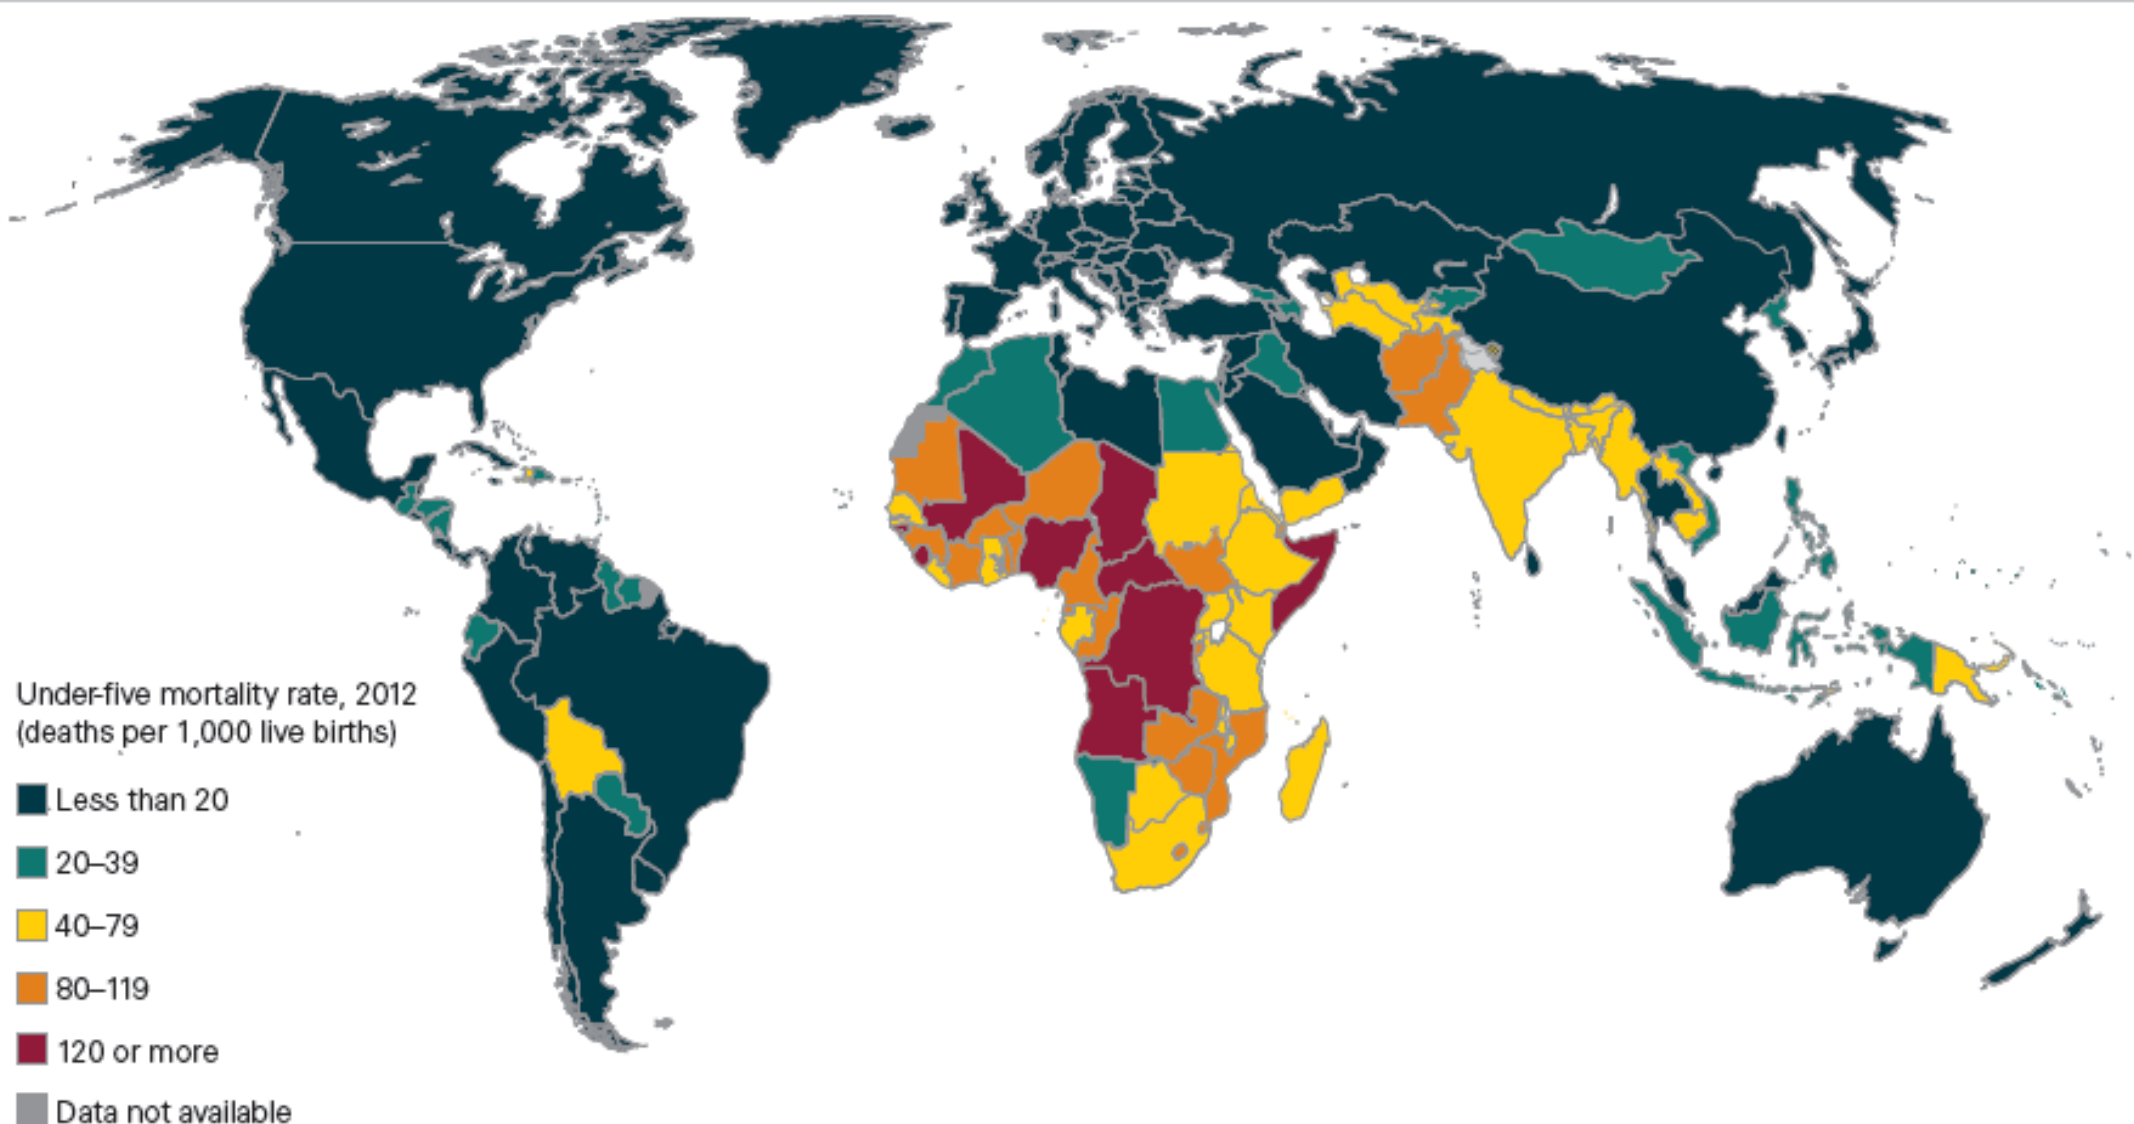 Under-five mortality rate, 2012
(deaths per 1,000 live births)
Less than 20
20–39
40–79
80–119
120 or more
Data not available